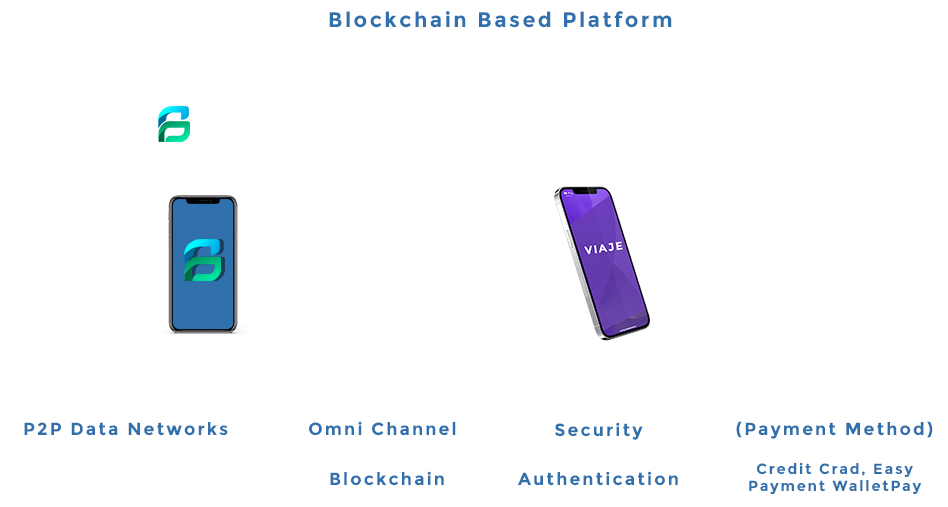 Blockchain Based Platform
VIAJE
P2P Data Networks
Omni Channel
Security
(Payment Method)
Blockchain
Authentication
Credit Crad, Easy
Payment WalletPay